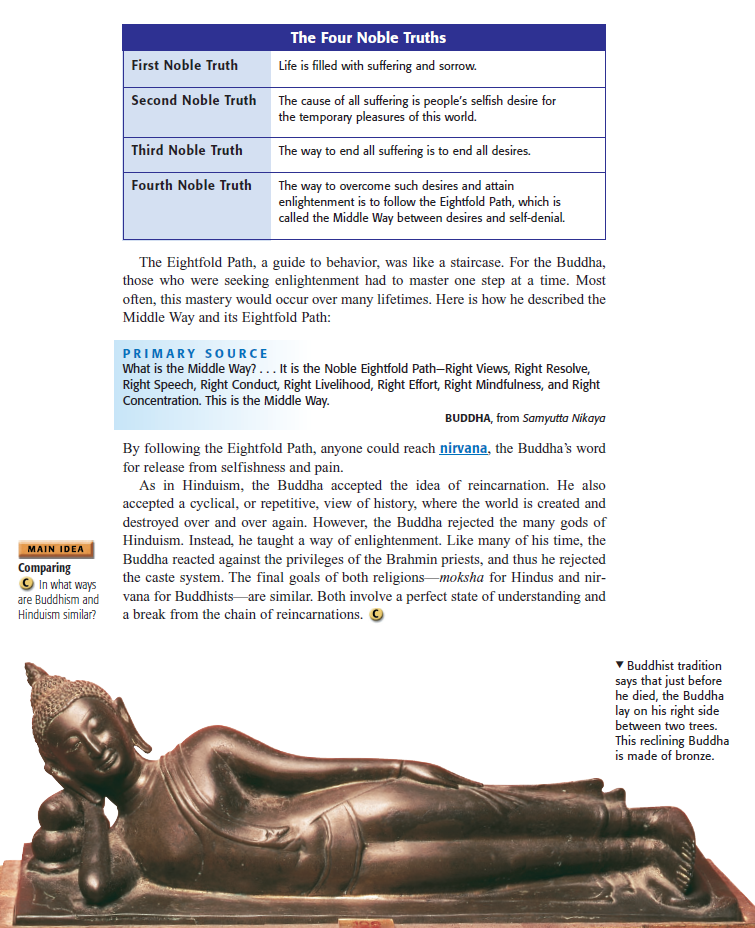 The Four Noble Truths
First Noble Truth
Life is filled with suffering and sorrow.
Second Noble Truth
The cause of all suffering is people's selfish desire for
the temporary pleasures of this world.
Third Noble Truth
The way to end all suffering is to end all desires.
Fourth Noble Truth
The way to overcome such desires and attain
enlightenment is to follow the Eightfold Path, which is
called the Middle Way between desires and self-denial.
The Eightfold Path, a guide to behavior, was like a staircase. For the Buddha,
those who were seeking enlightenment had to master one step at a time. Most
often, this mastery would occur over many lifetimes. Here is how he described the
Middle Way and its Eightfold Path:
PRIMARY SOURCE
What is the Middle Way? . . . It is the Noble Eightfold Path—Right Views, Right Resolve,
Right Speech, Right Conduct, Right Livelihood, Right Effort, Right Mindfulness, and Right
Concentration. This is the Middle Way.
BUDDHA, from Samyutta Nikaya
By following the Eightfold Path, anyone could reach nirvana, the Buddha's word
for release from selfishness and pain.
As in Hinduism, the Buddha accepted the idea of reincarnation. He also
accepted a cyclical, or repetitive, view of history, where the world is created and
destroyed over and over again. However, the Buddha rejected the many gods of
Hinduism. Instead, he taught a way of enlightenment. Like many of his time, the
Buddha reacted against the privileges of the Brahmin priests, and thus he rejected
the caste system. The final goals of both religions—moksha for Hindus and nir-
vana for Buddhists—are similar. Both involve a perfect state of understanding and
a break from the chain of reincarnations. C
MAIN IDEA
Comparing
C In what ways
are Buddhism and
Hinduism similar?
▼ Buddhist tradition
says that just before
he died, the Buddha
lay on his right side
between two trees.
This reclining Buddha
is made of bronze.